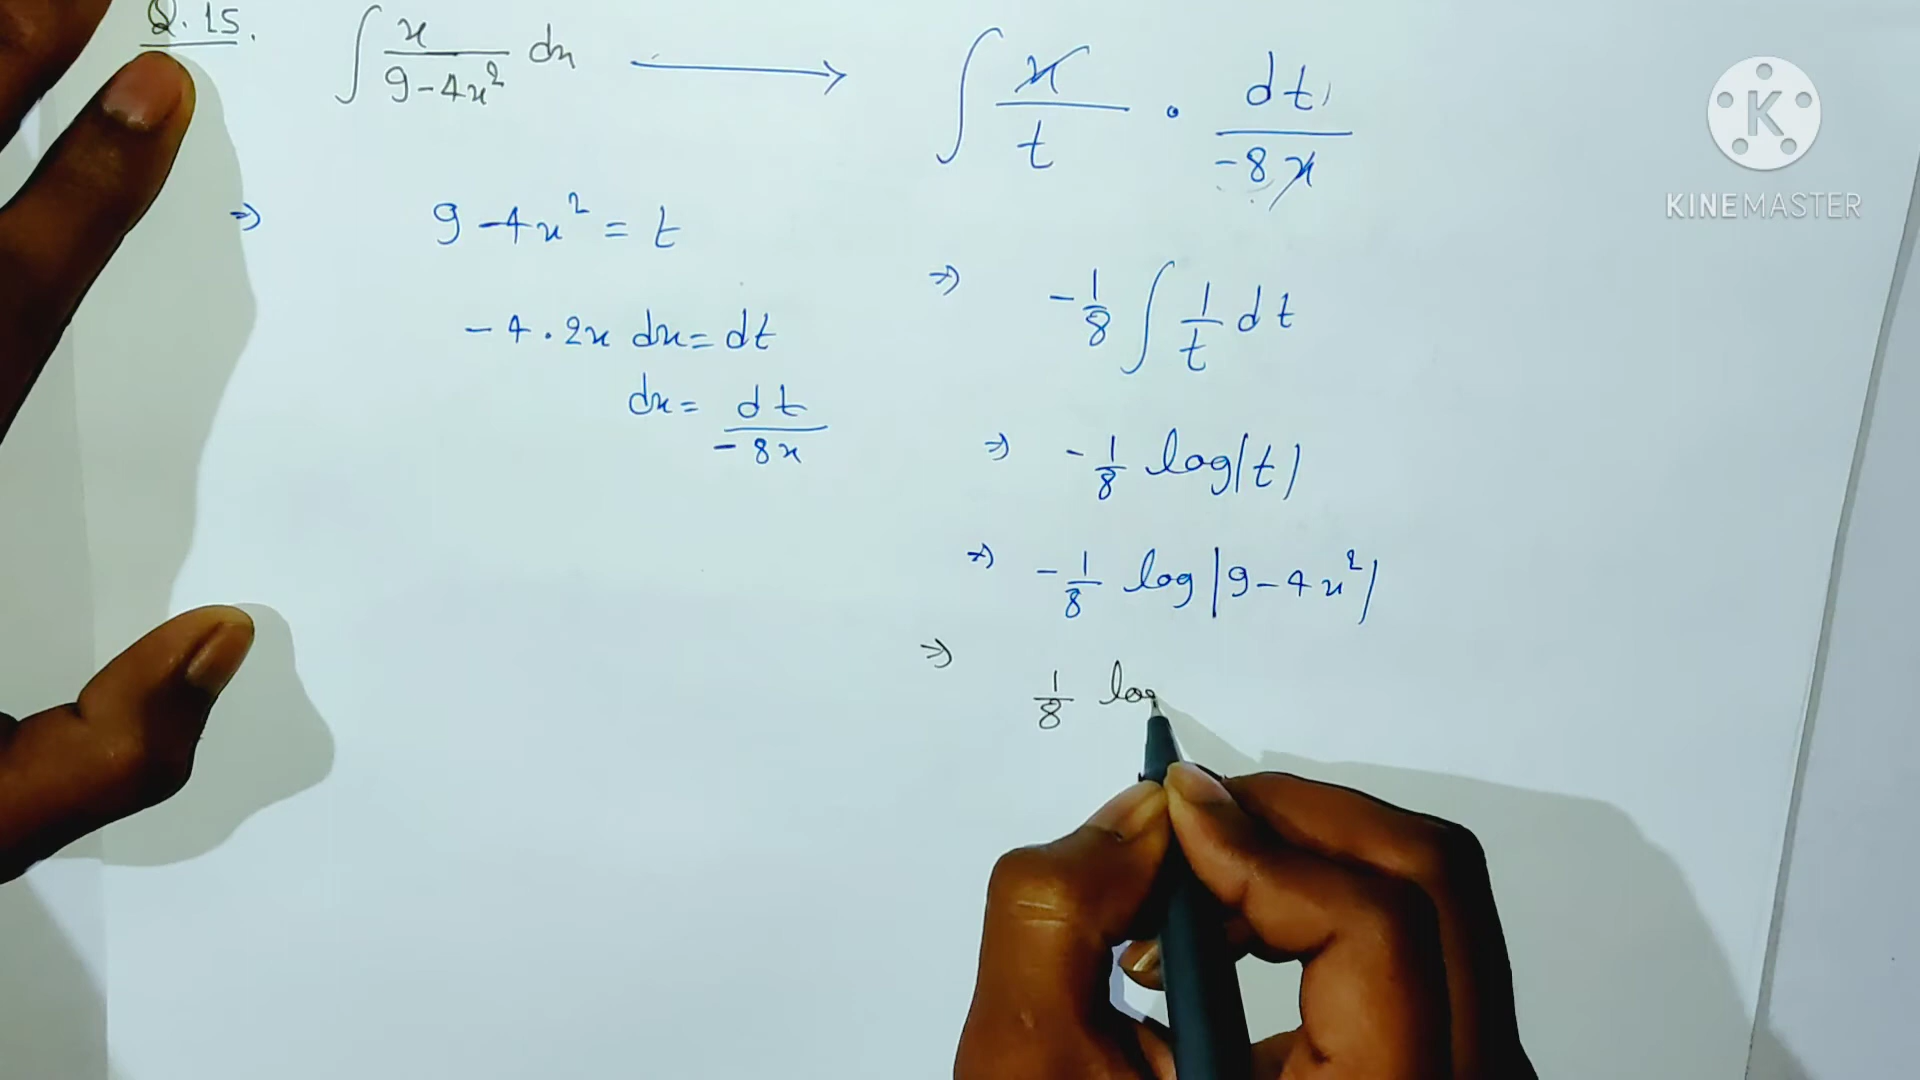 Q. 15. ∫ x/(9-4x²) dx ⟶ ∫ x/t · dt/(-8x)
⇒ 9-4x² = t
-4 · 2x dx = dt
dx = dt/(-8x)
⇒ -1/8 ∫ 1/t dt
⇒ -1/8 log|t|
⇒ -1/8 log|9-4x²|
⇒ 1/8 log
K
KINEMASTER